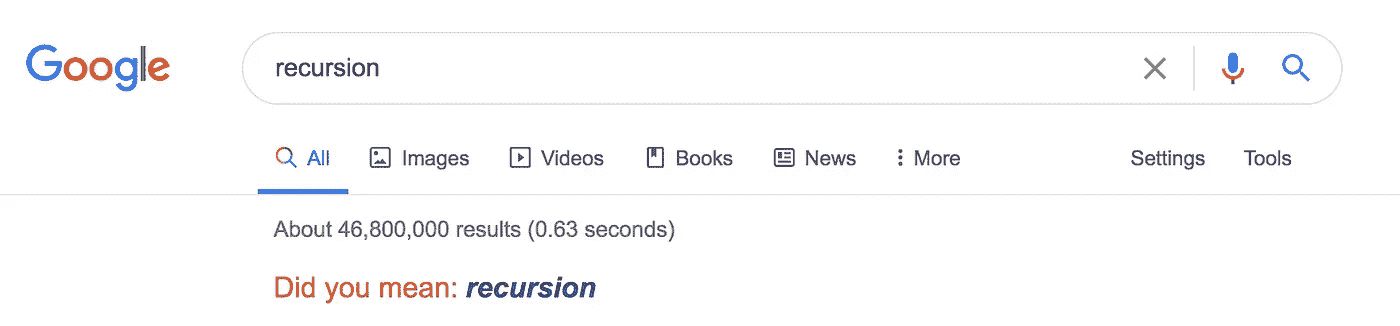 Google recursion
All Images Videos Books News More Settings Tools
About 46,800,000 results (0.63 seconds)
Did you mean: recursion